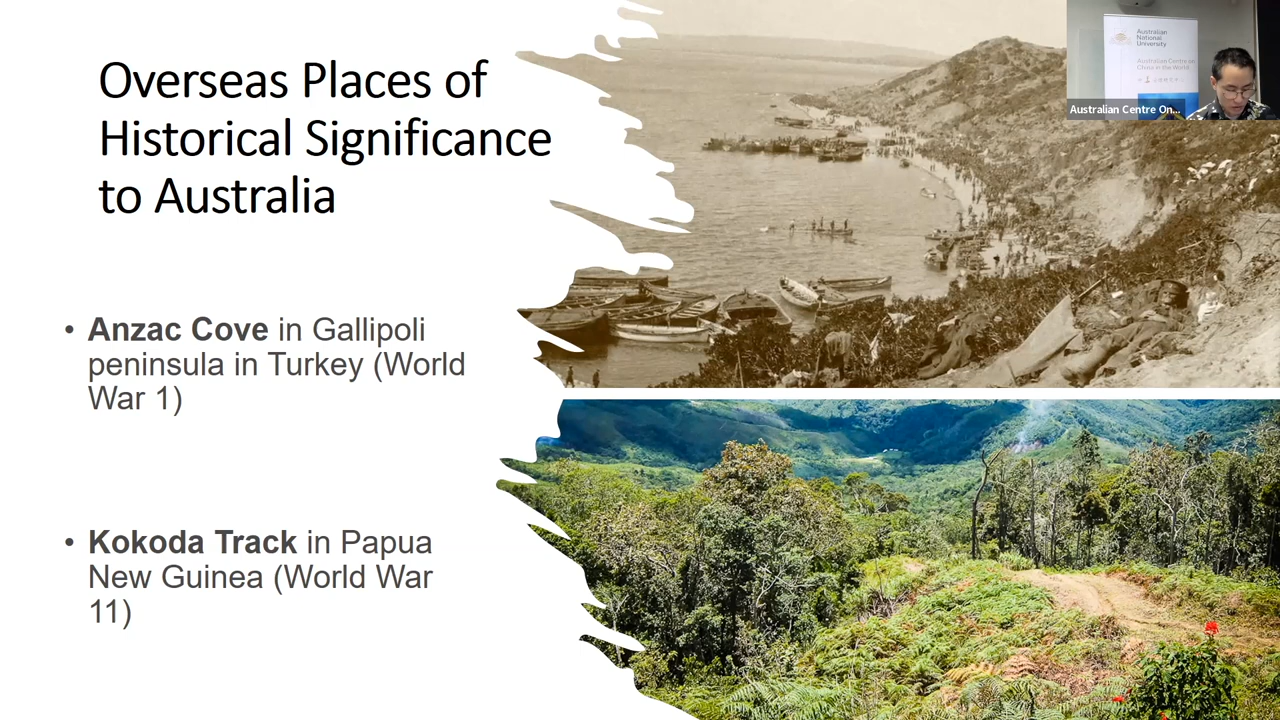 Overseas Places of
Historical Significance
to Australia
• Anzac Cove in Gallipoli
peninsula in Turkey (World
War 1)
• Kokoda Track in Papua
New Guinea (World War
11)
Australian
National
University
Australian Centre on
China in the World
Australian Centre On...